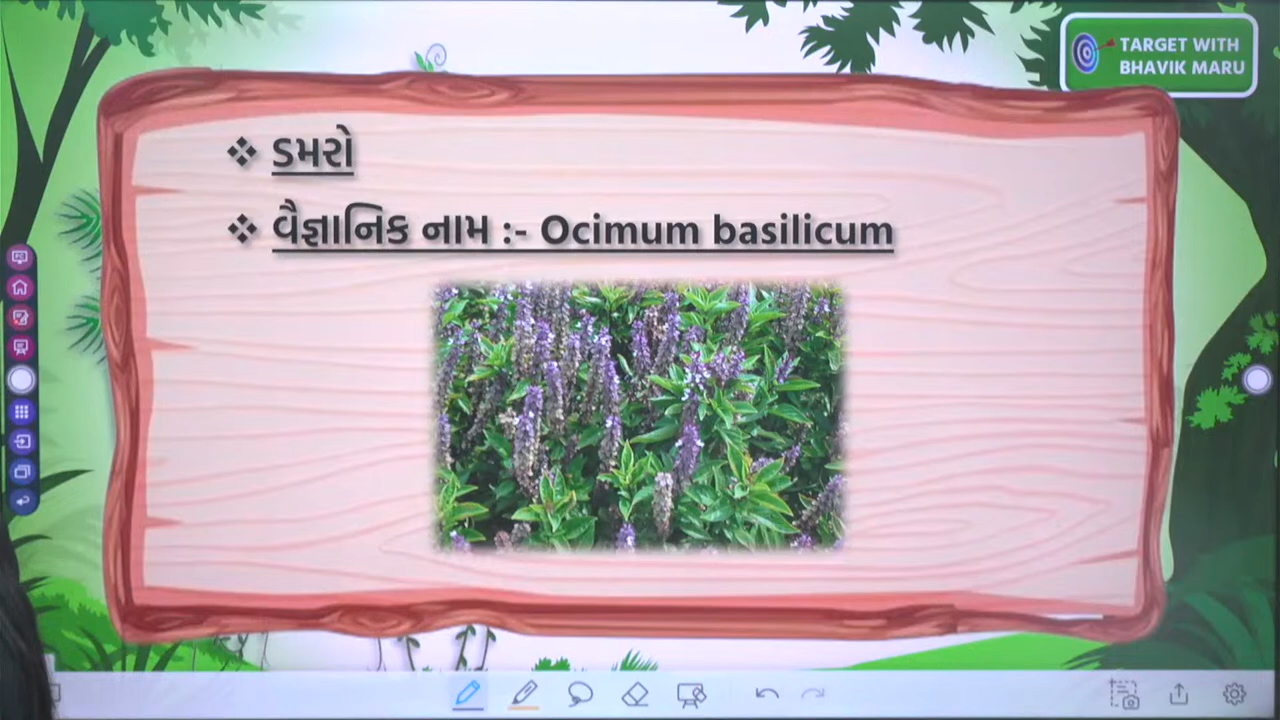 TARGET WITH
BHAVIK MARU
❖ ડમરો
❖ વૈજ્ઞાનિક નામ :- Ocimum basilicum